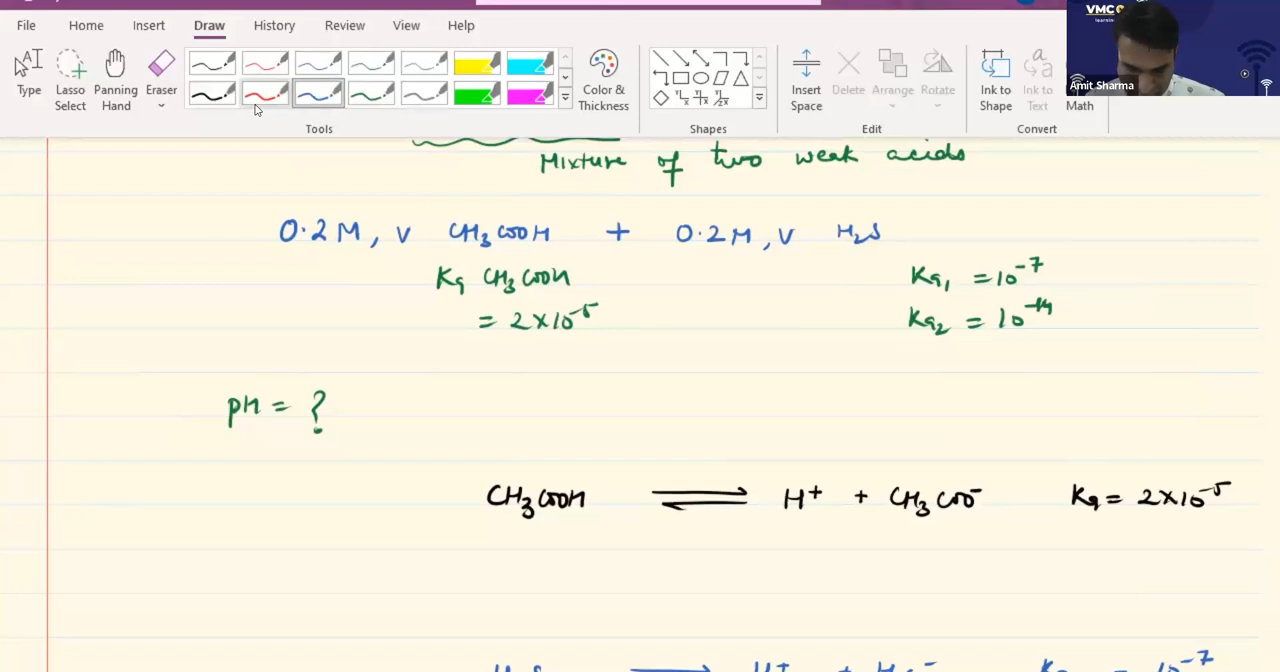 File Home Insert Draw History Review View Help
VMC
learning
Amit Sharma
Type Lasso Select Panning Hand Eraser Color & Thickness Insert Space Delete Arrange Rotate Ink to Shape Ink to Text Math
Tools Shapes Edit Convert
Mixture of two weak acids
0.2 M, V CH3COOH + 0.2 M, V H2S
Ka CH3COOH Ka1 = 10^-7
= 2×10^-5 Ka2 = 10^-14
pH = ?
CH3COOH ⇌ H+ + CH3COO- Ka = 2×10^-5